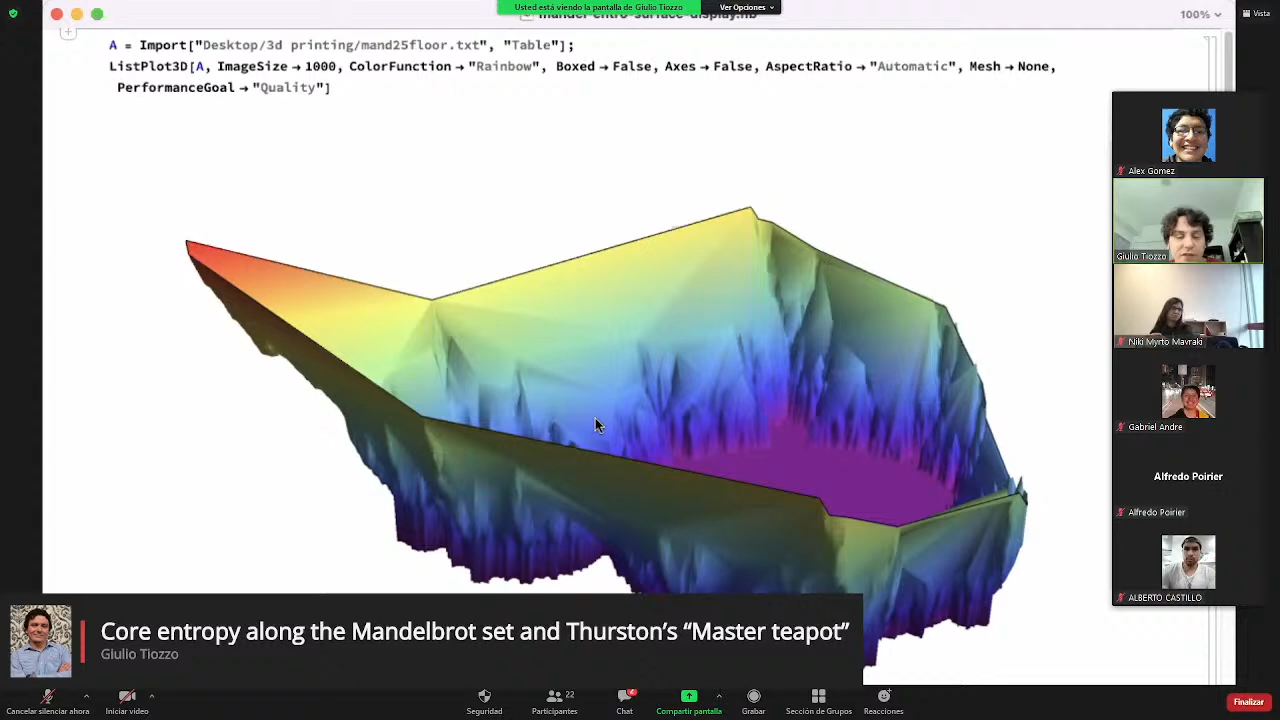 Usted está viendo la pantalla de Giulio Tiozzo
Ver Opciones
Vista
100%
A = Import["Desktop/3d printing/mand25floor.txt", "Table"];
ListPlot3D[A, ImageSize → 1000, ColorFunction → "Rainbow", Boxed → False, Axes → False, AspectRatio → "Automatic", Mesh → None,
PerformanceGoal → "Quality"]
Alex Gomez
Giulio Tiozzo
Niki Myrto Mavraki
Gabriel Andre
Alfredo Poirier
Alfredo Poirier
ALBERTO CASTILLO
Core entropy along the Mandelbrot set and Thurston's “Master teapot”
Giulio Tiozzo
Cancelar silenciar ahora
Iniciar video
Seguridad
22
Participantes
2
Chat
Compartir pantalla
Grabar
Sección de Grupos
Reacciones
Finalizar